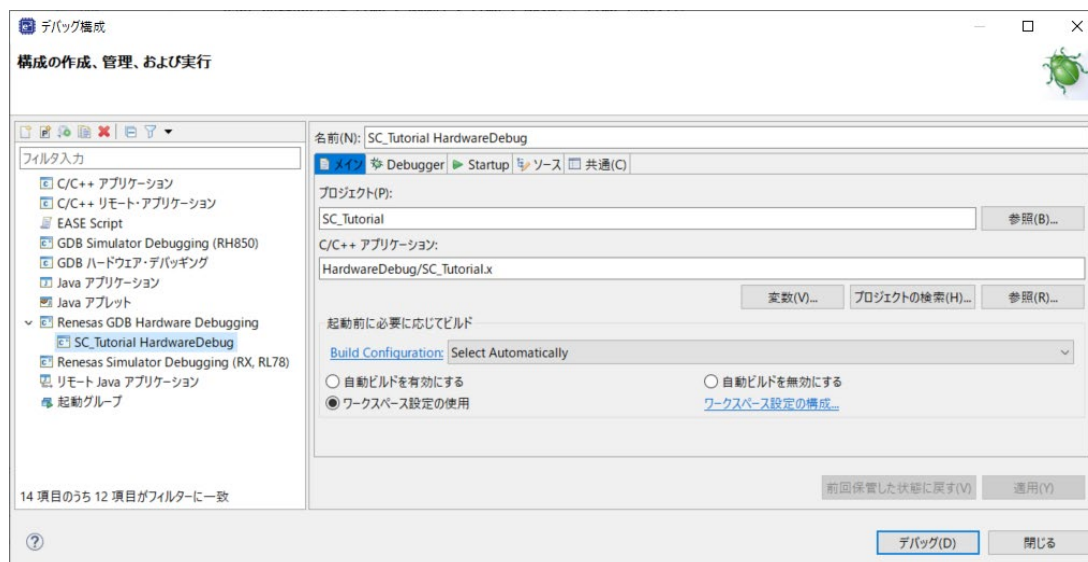 デバッグ構成
構成の作成、管理、および実行
フィルタ入力
C/C++ アプリケーション
C/C++ リモート・アプリケーション
EASE Script
GDB Simulator Debugging (RH850)
GDB ハードウェア・デバッギング
Java アプリケーション
Java アプレット
Renesas GDB Hardware Debugging
SC_Tutorial HardwareDebug
Renesas Simulator Debugging (RX, RL78)
リモート Java アプリケーション
起動グループ
14 項目のうち 12 項目がフィルターに一致
名前(N): SC_Tutorial HardwareDebug
メイン Debugger Startup ソース 共通(C)
プロジェクト(P):
SC_Tutorial 参照(B)...
C/C++ アプリケーション:
HardwareDebug/SC_Tutorial.x
変数(V)... プロジェクトの検索(H)... 参照(R)...
起動前に必要に応じてビルド
Build Configuration: Select Automatically
自動ビルドを有効にする 自動ビルドを無効にする
ワークスペース設定の使用 ワークスペース設定の構成...
前回保管した状態に戻す(V) 適用(Y)
デバッグ(D) 閉じる